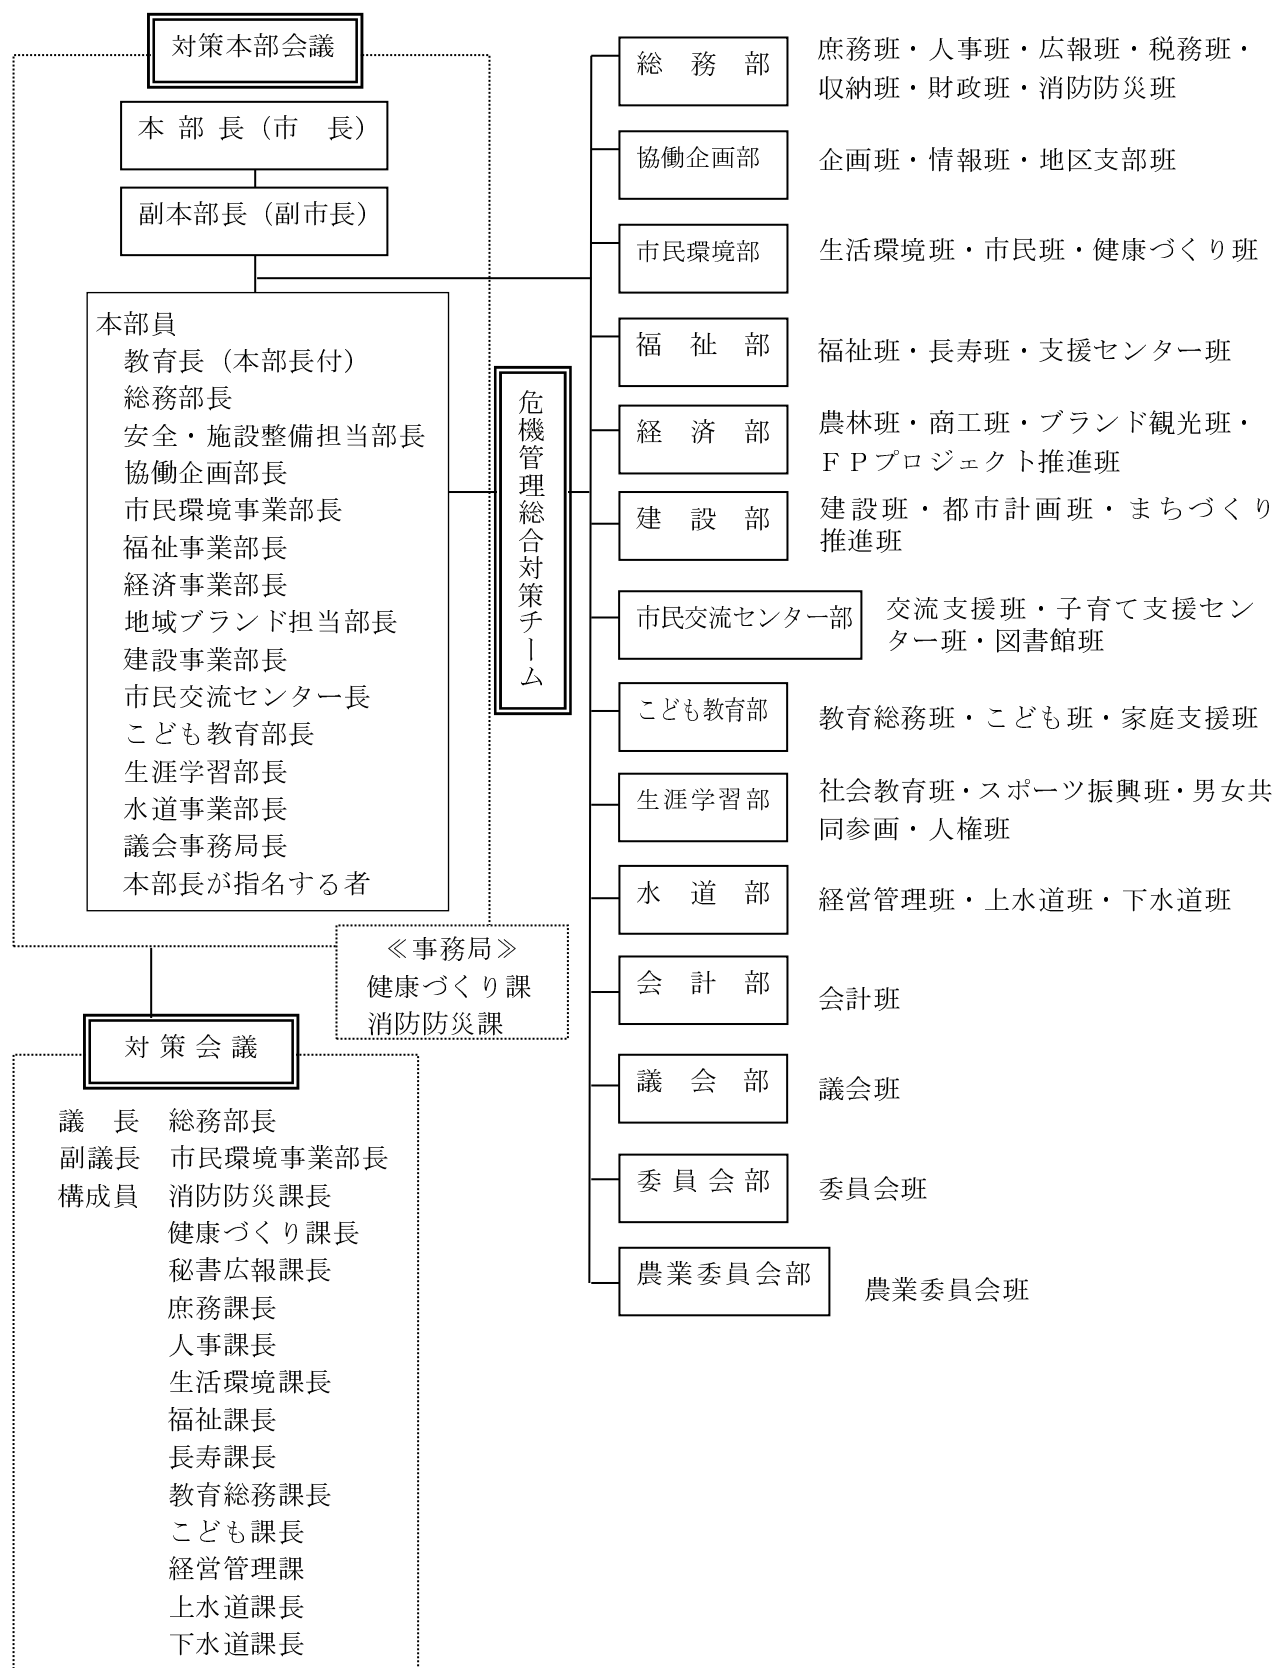 対策本部会議
本 部 長（市　長）
副本部長（副市長）
本部員
教育長（本部長付）
総務部長
安全・施設整備担当部長
協働企画部長
市民環境事業部長
福祉事業部長
経済事業部長
地域ブランド担当部長
建設事業部長
市民交流センター長
こども教育部長
生涯学習部長
水道事業部長
議会事務局長
本部長が指名する者
≪事務局≫
健康づくり課
消防防災課
危機管理総合対策チーム
総　務　部
庶務班・人事班・広報班・税務班・
収納班・財政班・消防防災班
協働企画部
企画班・情報班・地区支部班
市民環境部
生活環境班・市民班・健康づくり班
福　祉　部
福祉班・長寿班・支援センター班
経　済　部
農林班・商工班・ブランド観光班・
ＦＰプロジェクト推進班
建　設　部
建設班・都市計画班・まちづくり
推進班
市民交流センター部
交流支援班・子育て支援セン
ター班・図書館班
こども教育部
教育総務班・こども班・家庭支援班
生涯学習部
社会教育班・スポーツ振興班・男女共
同参画・人権班
水　道　部
経営管理班・上水道班・下水道班
会　計　部
会計班
議　会　部
議会班
委員会部
委員会班
農業委員会部
農業委員会班
対 策 会 議
議　長　総務部長
副議長　市民環境事業部長
構成員　消防防災課長
健康づくり課長
秘書広報課長
庶務課長
人事課長
生活環境課長
福祉課長
長寿課長
教育総務課長
こども課長
経営管理課
上水道課長
下水道課長